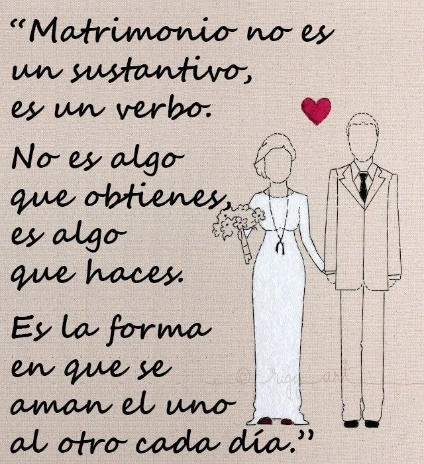 “Matrimonio no es
un sustantivo,
es un verbo.
No es algo
que obtienes,
es algo
que haces.
Es la forma
en que se
aman el uno
al otro cada día.”